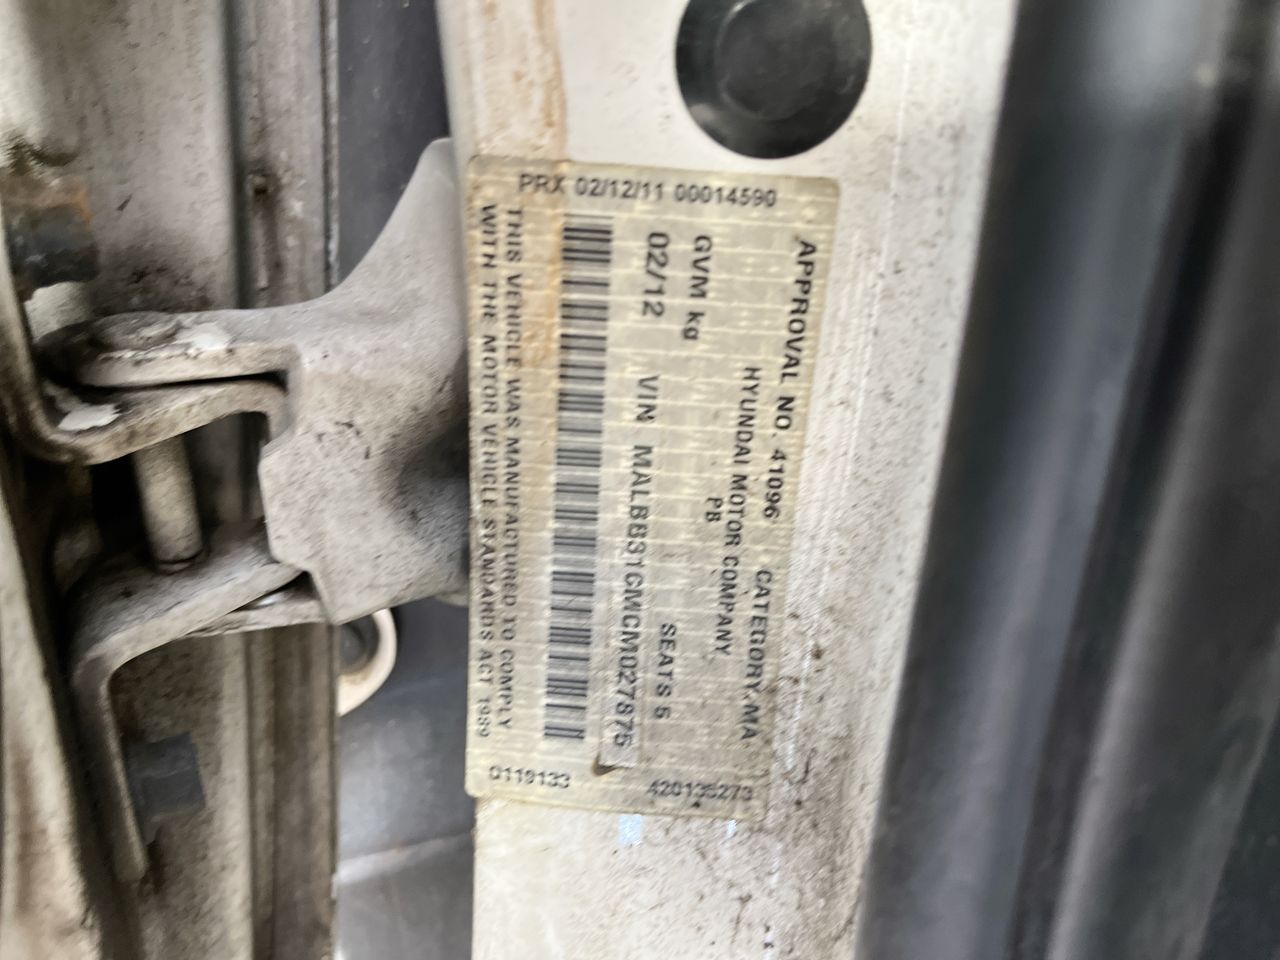 PRX 02/12/11 00014590
APPROVAL NO. 41096 CATEGORY.MA
HYUNDAI MOTOR COMPANY
PB
GVM kg SEATS 5
02/12 VIN MALBB31CMCM027875
THIS VEHICLE WAS MANUFACTURED TO COMPLY
WITH THE MOTOR VEHICLE STANDARDS ACT 1989
0119133 420135273